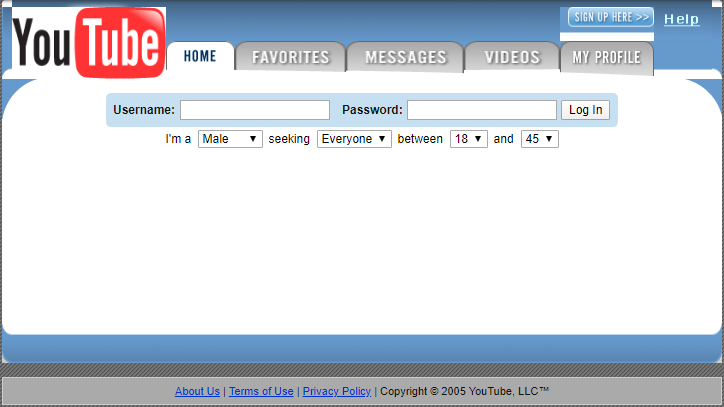 YouTube
SIGN UP HERE >> Help
HOME FAVORITES MESSAGES VIDEOS MY PROFILE
Username: Password: Log In
I'm a Male seeking Everyone between 18 and 45
About Us | Terms of Use | Privacy Policy | Copyright © 2005 YouTube, LLC™